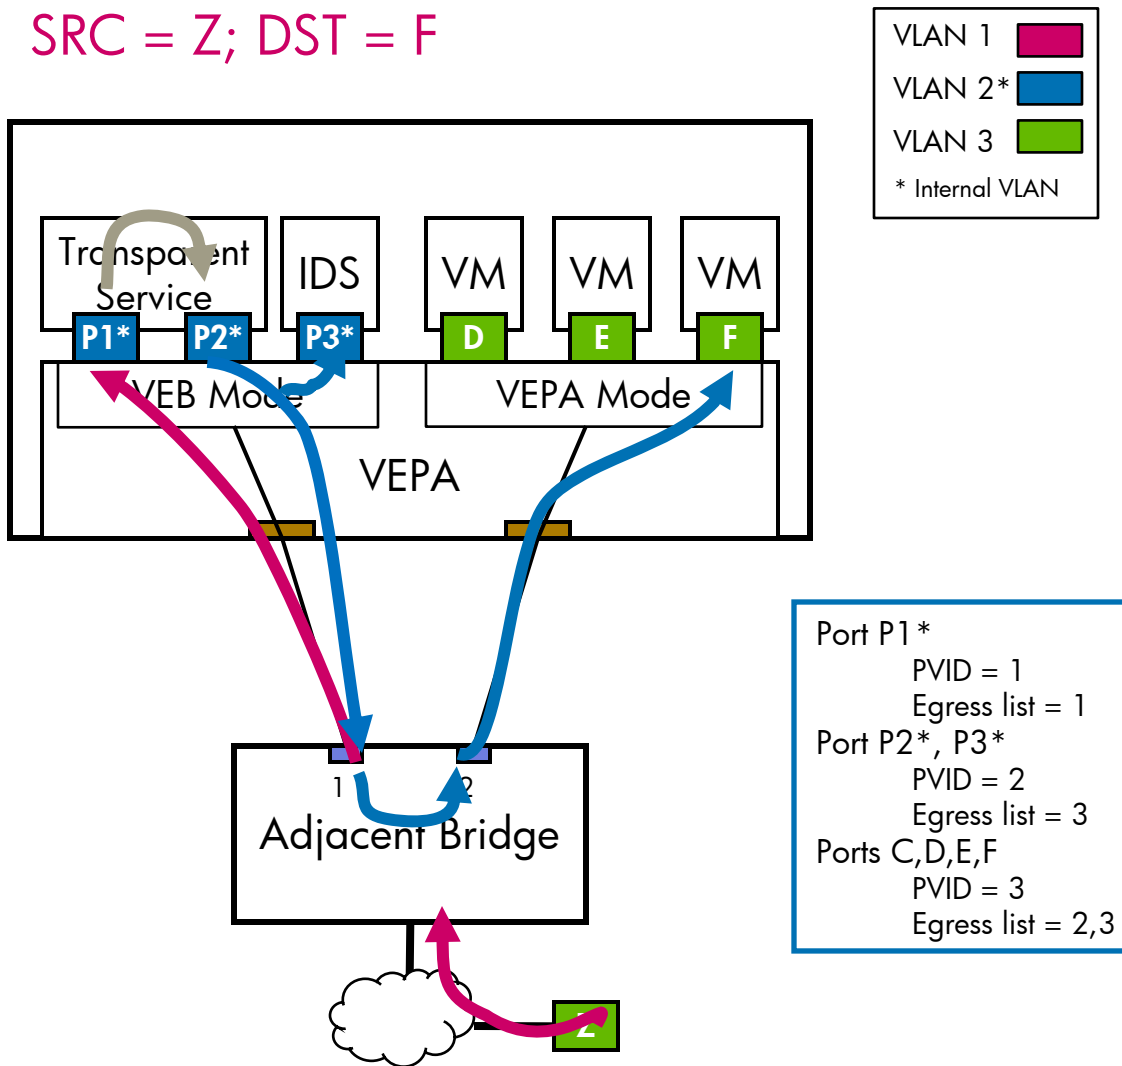 SRC = Z; DST = F
VLAN 1
VLAN 2*
VLAN 3
* Internal VLAN
Transparent
Service
IDS
VM
VM
VM
P1*
P2*
P3*
D
E
F
VEB Mode
VEPA Mode
VEPA
1
2
Adjacent Bridge
Z
Port P1*
PVID = 1
Egress list = 1
Port P2*, P3*
PVID = 2
Egress list = 3
Ports C,D,E,F
PVID = 3
Egress list = 2,3